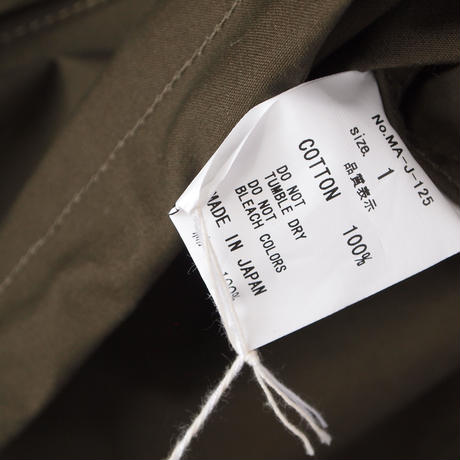 No.MA-J-125
size. 1
品質表示
COTTON 100%
DO NOT
TUMBLE DRY
DO NOT
BLEACH COLORS
MADE IN JAPAN
100%